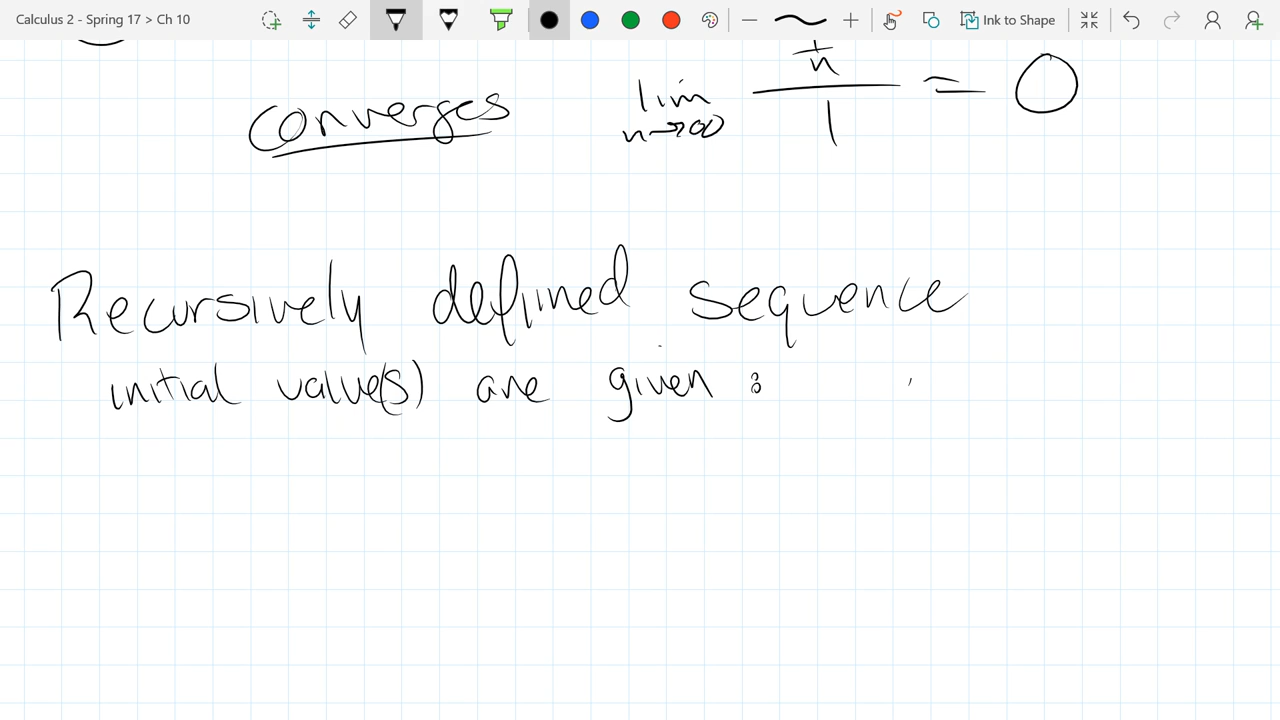 Calculus 2 - Spring 17 > Ch 10
Ink to Shape
converges
lim n→∞ 1/n / 1 = 0
Recursively defined sequence
initial value(s) are given :